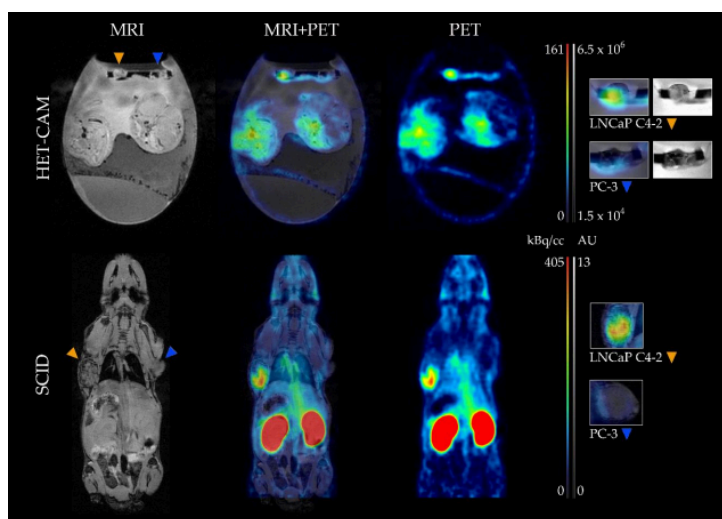 MRI MRI+PET PET
HET-CAM
161 6.5 x 10⁶
LNCaP C4-2
PC-3
0 1.5 x 10⁴
kBq/cc AU
405 13
SCID
LNCaP C4-2
PC-3
0 0